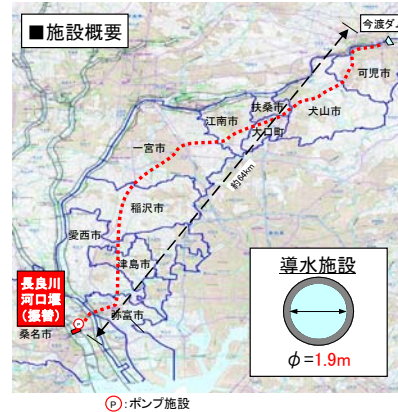 ■施設概要
今渡ダム
可児市
扶桑市
犬山市
江南市
大口町
一宮市
約64km
稲沢市
愛西市
津島市
長良川
河口堰
(振替)
弥富市
桑名市
P
導水施設
φ=1.9m
P:ポンプ施設